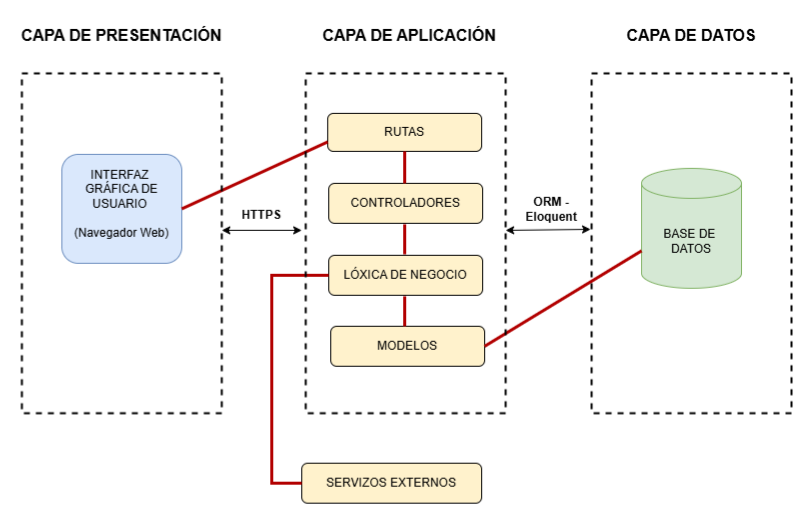 CAPA DE PRESENTACIÓN
CAPA DE APLICACIÓN
CAPA DE DATOS
INTERFAZ
GRÁFICA DE
USUARIO
(Navegador Web)
HTTPS
RUTAS
CONTROLADORES
LÓXICA DE NEGOCIO
MODELOS
ORM -
Eloquent
BASE DE
DATOS
SERVIZOS EXTERNOS